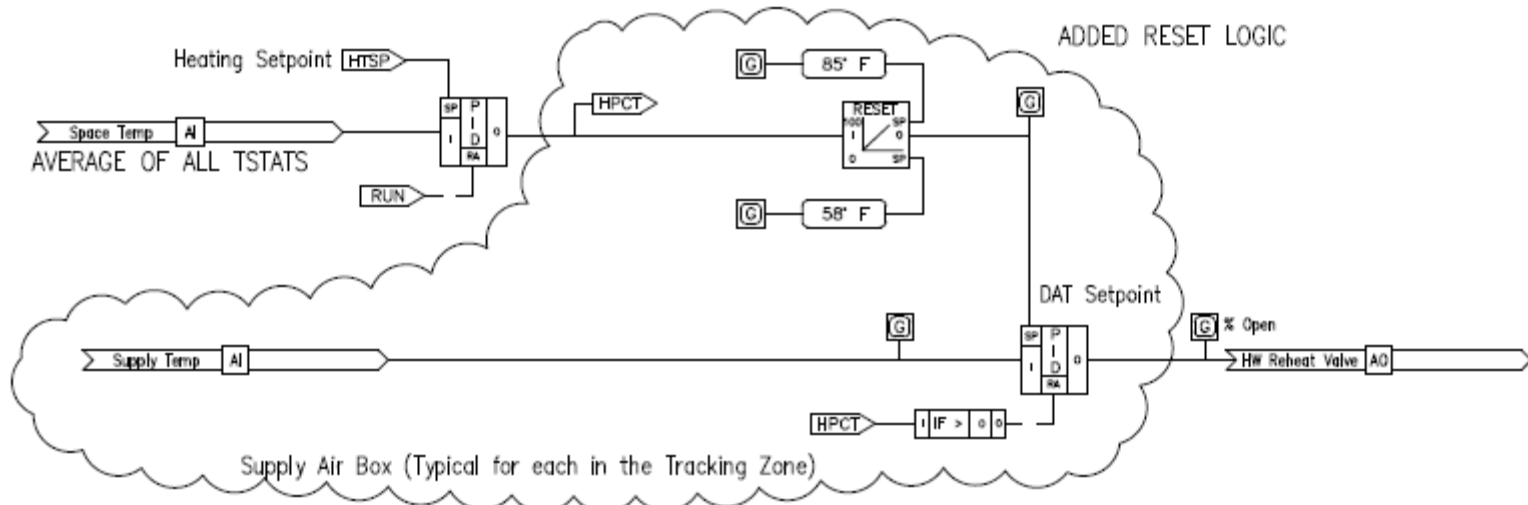 ADDED RESET LOGIC
Heating Setpoint HTSP
G 85° F
SP P I D I RA O
HPCT
RESET
100 SP
I O
0 SP
G
Space Temp AI
AVERAGE OF ALL TSTATS
RUN
G 58° F
DAT Setpoint
G
G % Open
SP P I D I RA O
Supply Temp AI
HW Reheat Valve AO
HPCT I IF > 0 0
Supply Air Box (Typical for each in the Tracking Zone)